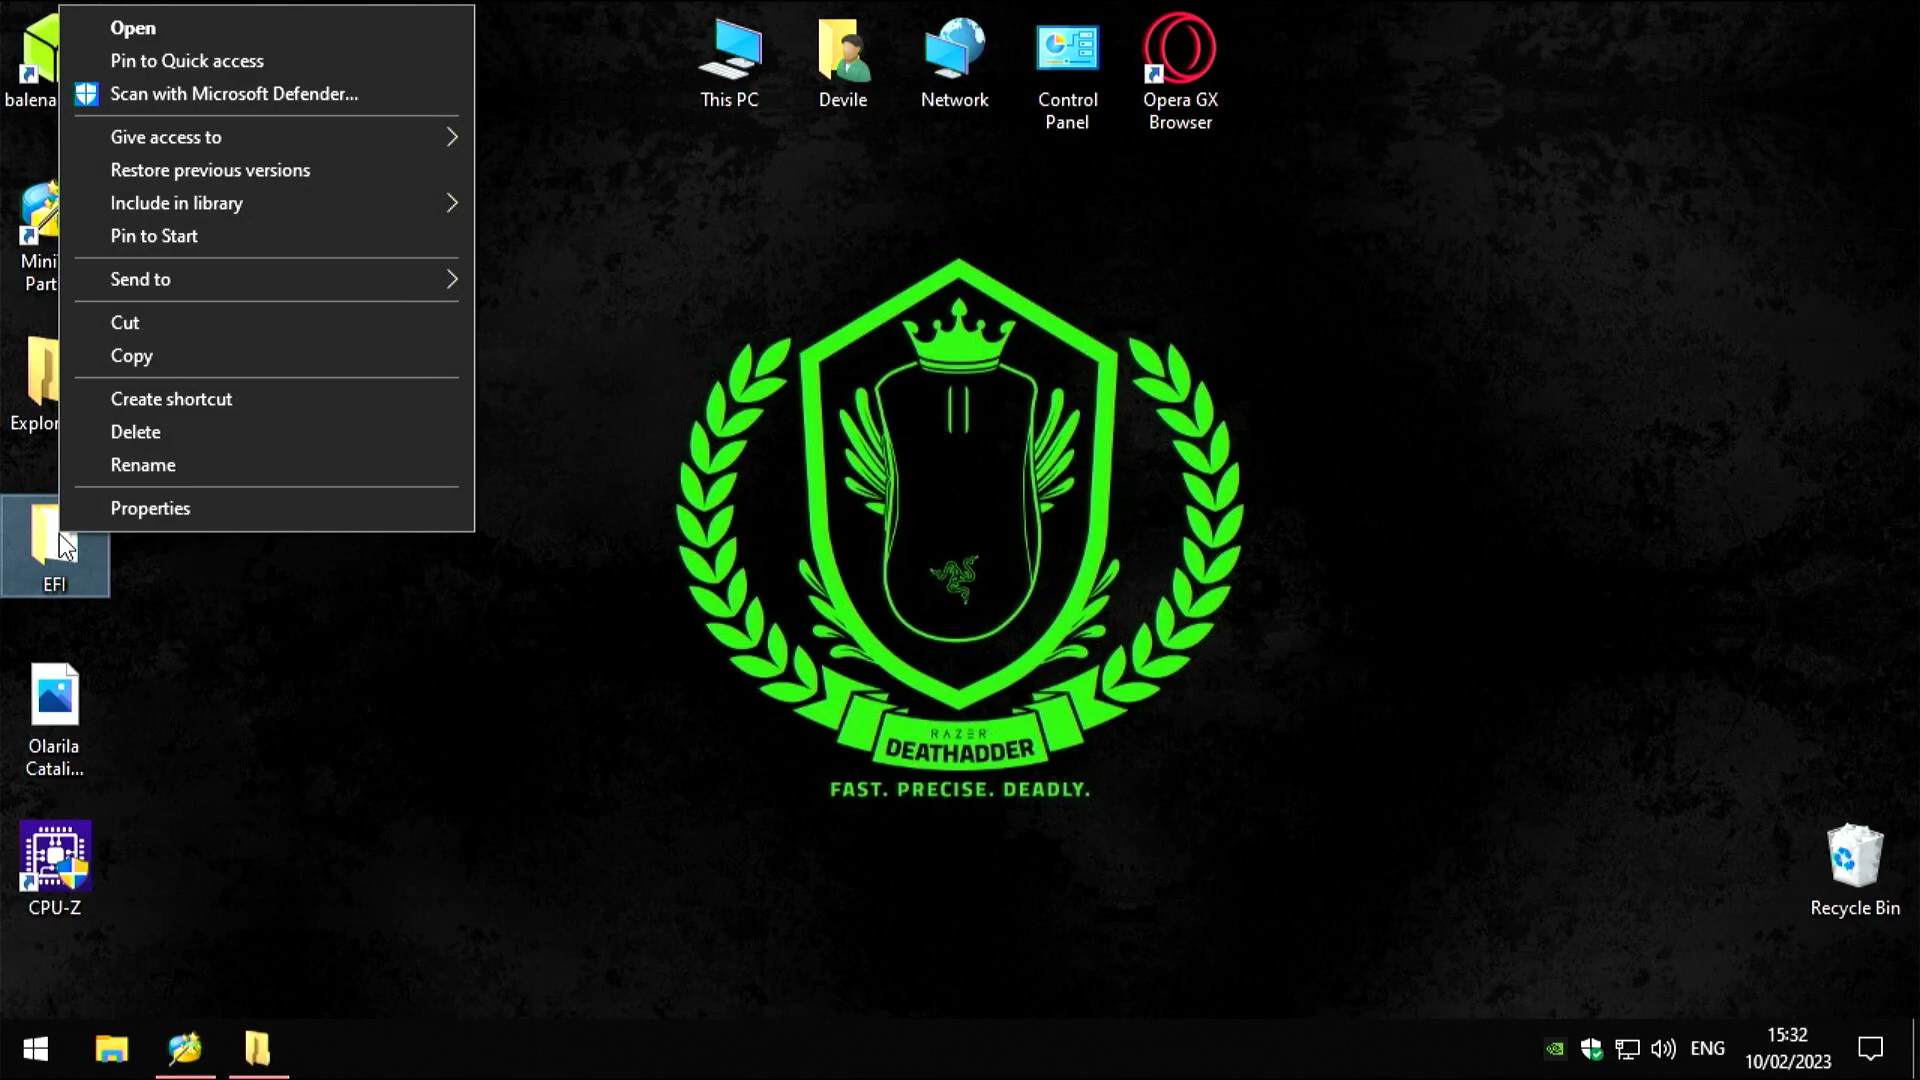 Open
Pin to Quick access
Scan with Microsoft Defender...
Give access to
Restore previous versions
Include in library
Pin to Start
Send to
Cut
Copy
Create shortcut
Delete
Rename
Properties
balena
Mini
Part
Explor
EFI
Olarila
Catali...
CPU-Z
This PC
Devile
Network
Control
Panel
Opera GX
Browser
RAZER
DEATHADDER
FAST. PRECISE. DEADLY.
Recycle Bin
ENG
15:32
10/02/2023